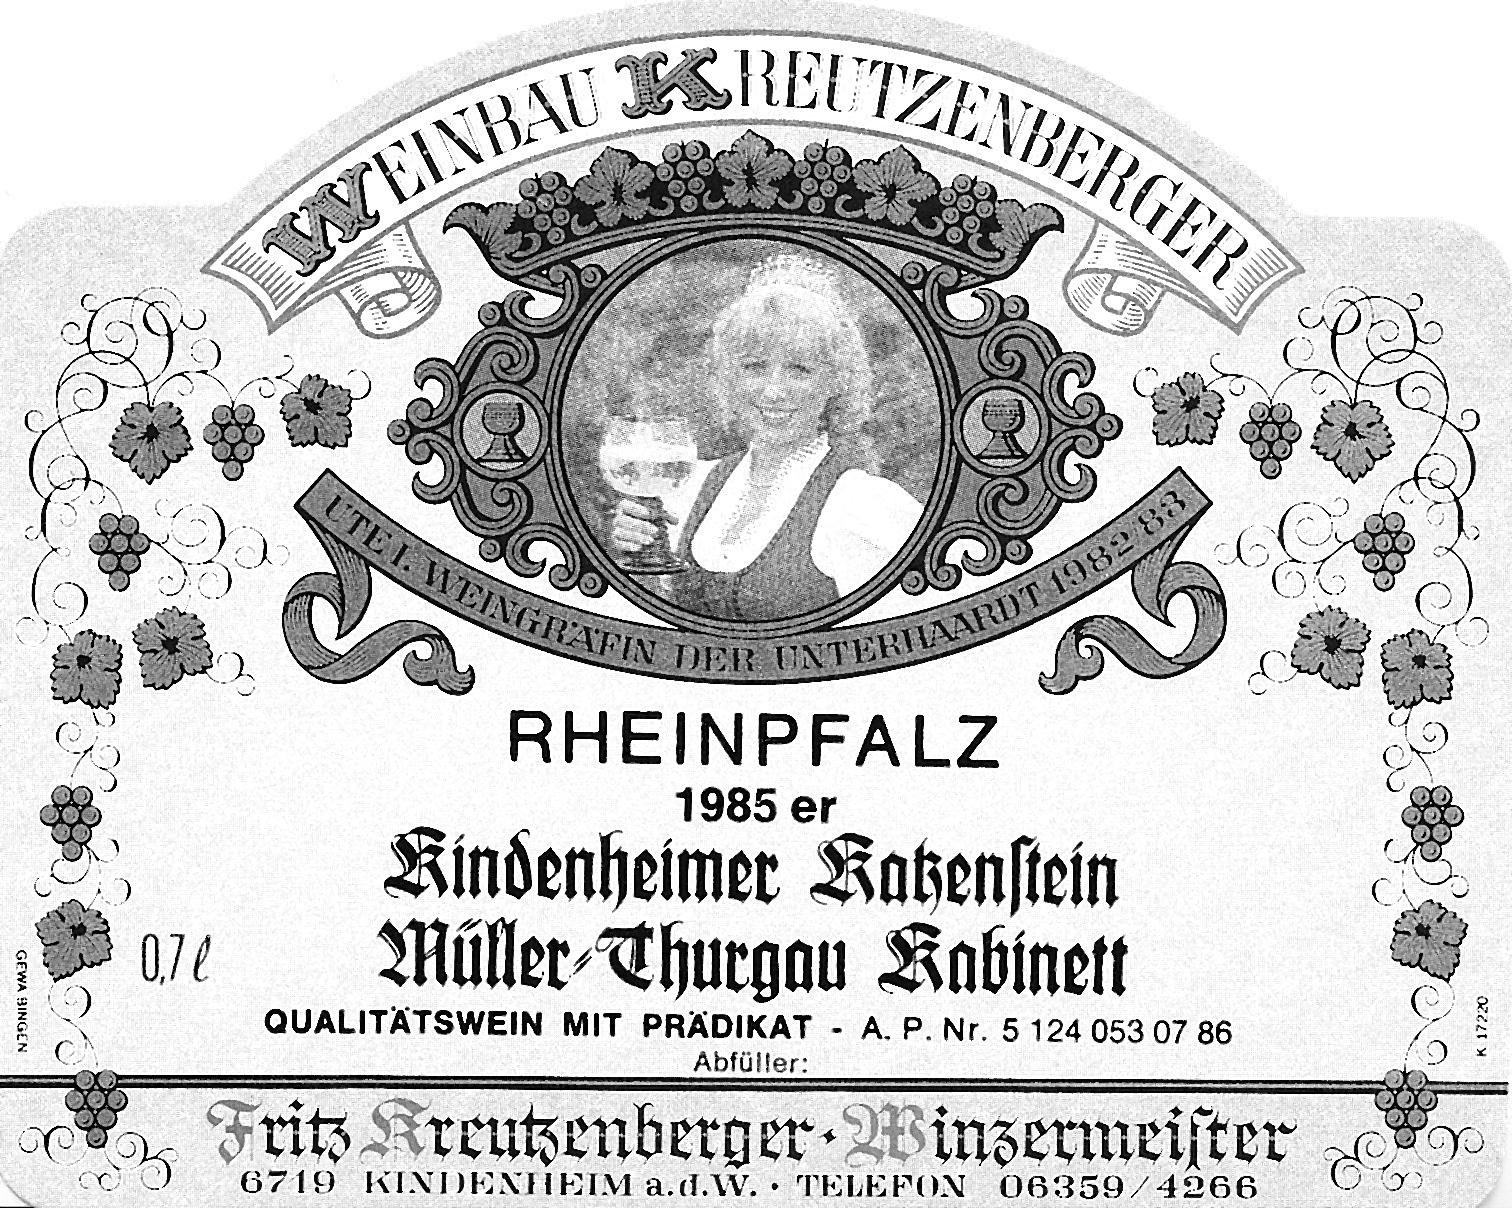 WEINBAU KREUTZENBERGER
UTE I. WEINGRÄFIN DER UNTERHAARDT 1982/83
RHEINPFALZ
1985 er
Kindenheimer Katzenstein
0,7 l
Müller-Thurgau Kabinett
QUALITÄTSWEIN MIT PRÄDIKAT - A. P. Nr. 5 124 053 07 86
Abfüller:
GEWA BINGEN
K 17220
Fritz Kreutzenberger · Winzermeister
6719 KINDENHEIM a.d.W. · TELEFON 06359/4266